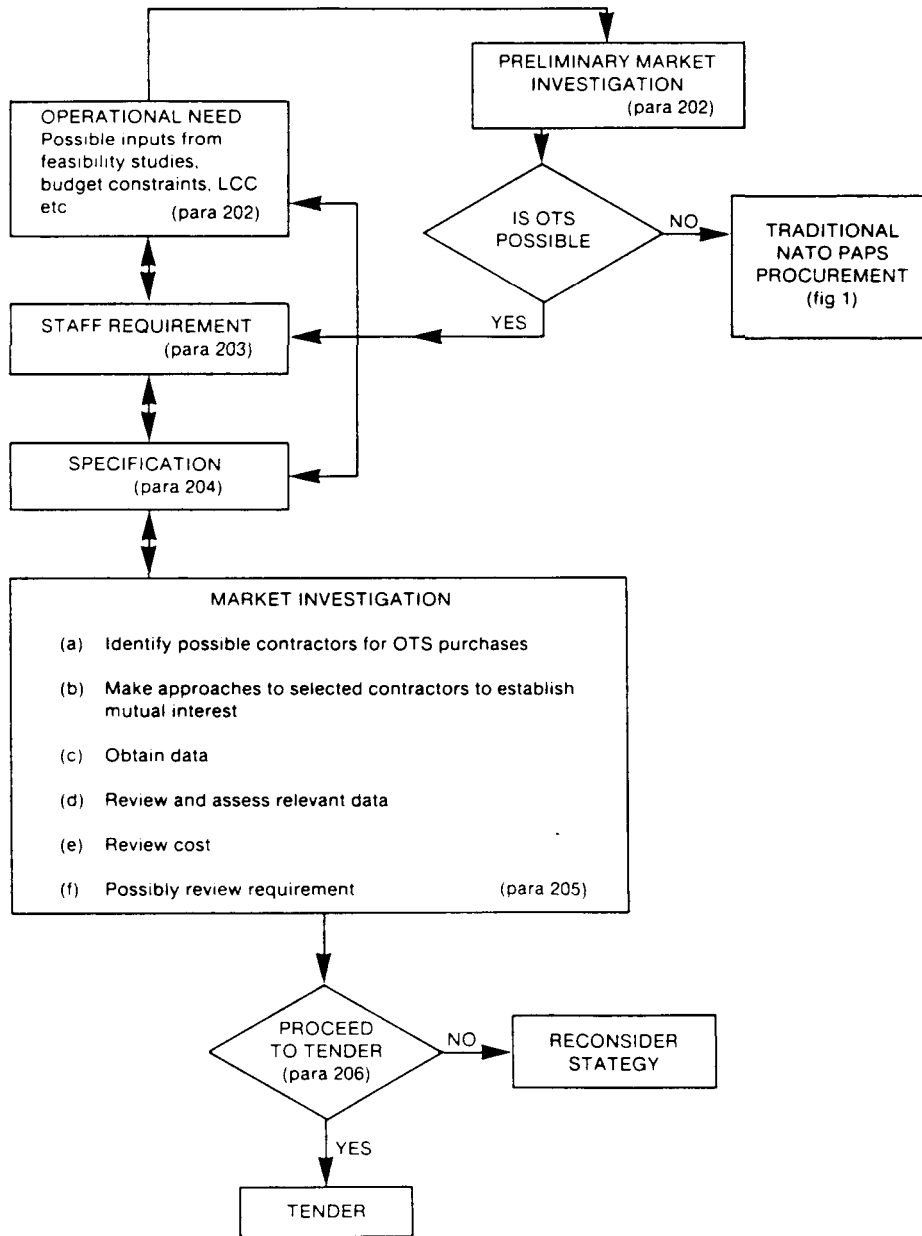 PRELIMINARY MARKET
INVESTIGATION
(para 202)
OPERATIONAL NEED
Possible inputs from
feasibility studies,
budget constraints, LCC
etc
(para 202)
IS OTS
POSSIBLE
NO
TRADITIONAL
NATO PAPS
PROCUREMENT
(fig 1)
YES
STAFF REQUIREMENT
(para 203)
SPECIFICATION
(para 204)
MARKET INVESTIGATION
(a) Identify possible contractors for OTS purchases
(b) Make approaches to selected contractors to establish
mutual interest
(c) Obtain data
(d) Review and assess relevant data
(e) Review cost
(f) Possibly review requirement (para 205)
PROCEED
TO TENDER
(para 206)
NO
RECONSIDER
STATEGY
YES
TENDER